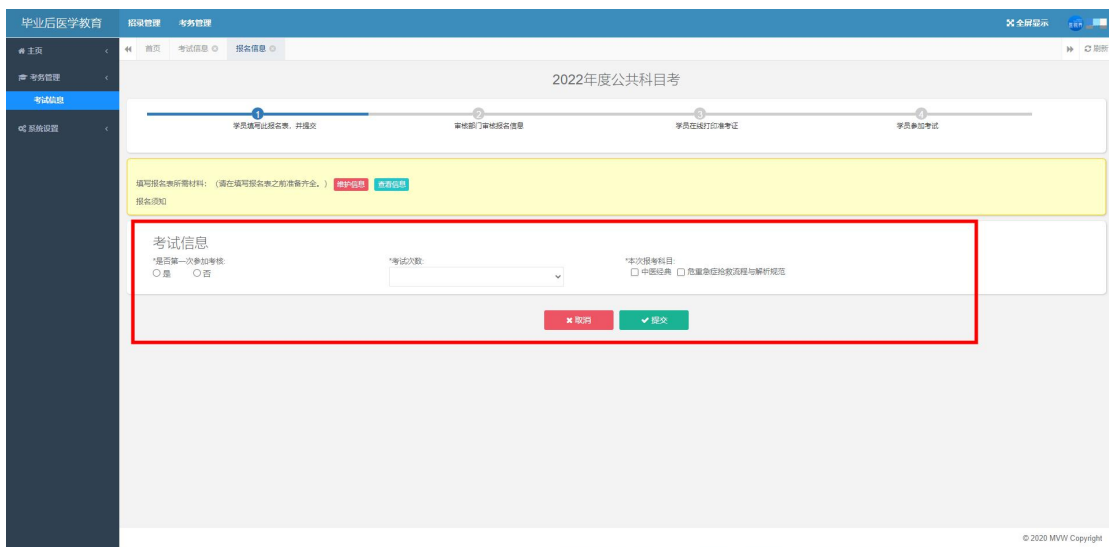 毕业后医学教育 招录管理 考务管理 全屏显示
主页 首页 考试信息 报名信息 刷新
考务管理
考试信息
系统设置
2022年度公共科目考
1 2 3 4
学员填写此报名表，并提交 审核部门审核报名信息 学员在线打印准考证 学员参加考试
填写报名表所需材料：（请在填写报名表之前准备齐全。） 维护信息 查看信息
报名须知
考试信息
*是否第一次参加考核: *考试次数: *本次报考科目:
是 否 中医经典 危重急症抢救流程与解析规范
取消 提交
© 2020 MVW Copyright